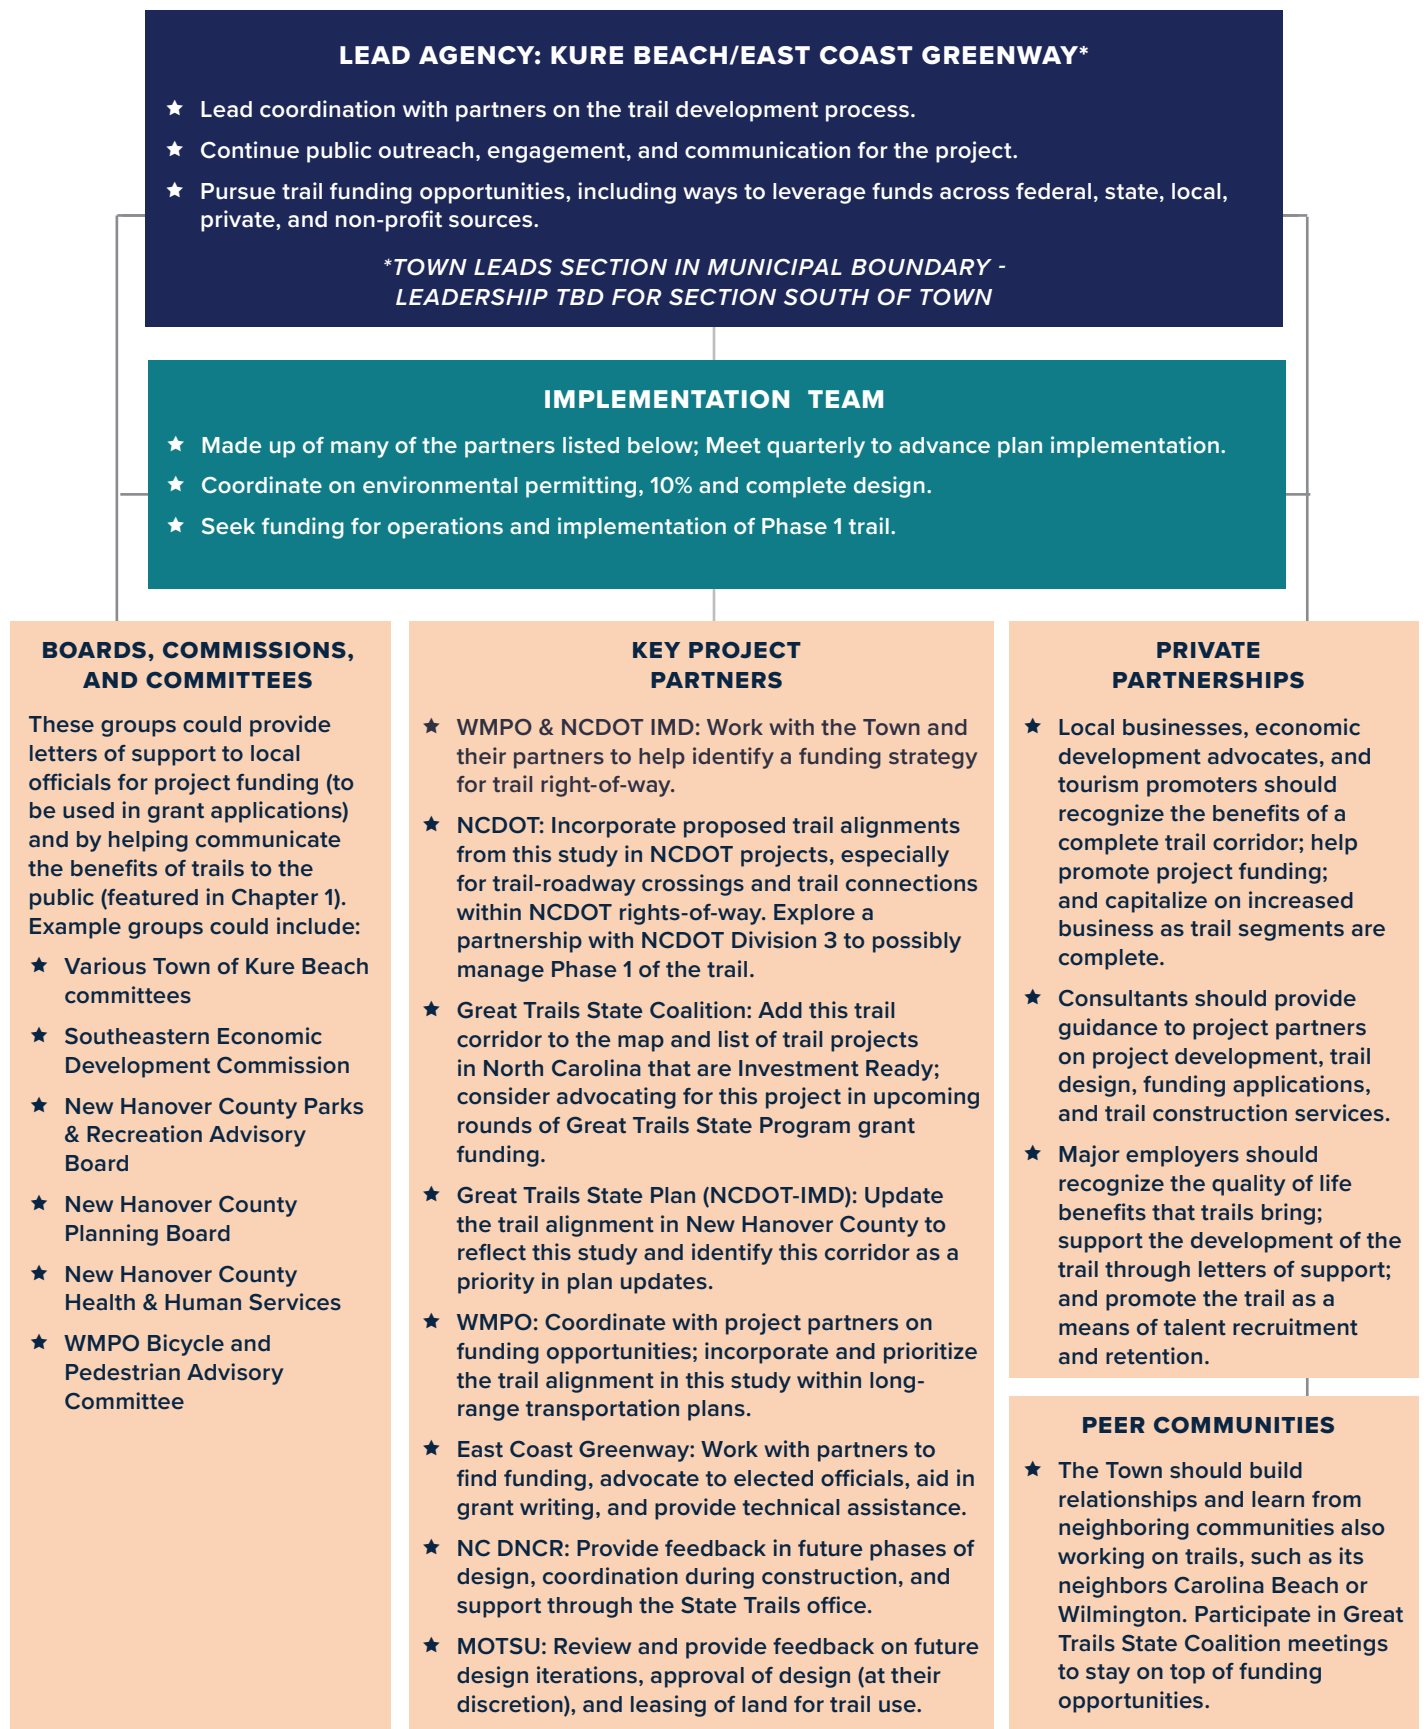 LEAD AGENCY: KURE BEACH/EAST COAST GREENWAY*
★ Lead coordination with partners on the trail development process.
★ Continue public outreach, engagement, and communication for the project.
★ Pursue trail funding opportunities, including ways to leverage funds across federal, state, local,
private, and non-profit sources.
*TOWN LEADS SECTION IN MUNICIPAL BOUNDARY -
LEADERSHIP TBD FOR SECTION SOUTH OF TOWN
IMPLEMENTATION TEAM
★ Made up of many of the partners listed below; Meet quarterly to advance plan implementation.
★ Coordinate on environmental permitting, 10% and complete design.
★ Seek funding for operations and implementation of Phase 1 trail.
BOARDS, COMMISSIONS,
AND COMMITTEES
These groups could provide
letters of support to local
officials for project funding (to
be used in grant applications)
and by helping communicate
the benefits of trails to the
public (featured in Chapter 1).
Example groups could include:
★ Various Town of Kure Beach
committees
★ Southeastern Economic
Development Commission
★ New Hanover County Parks
& Recreation Advisory
Board
★ New Hanover County
Planning Board
★ New Hanover County
Health & Human Services
★ WMPO Bicycle and
Pedestrian Advisory
Committee
KEY PROJECT
PARTNERS
★ WMPO & NCDOT IMD: Work with the Town and
their partners to help identify a funding strategy
for trail right-of-way.
★ NCDOT: Incorporate proposed trail alignments
from this study in NCDOT projects, especially
for trail-roadway crossings and trail connections
within NCDOT rights-of-way. Explore a
partnership with NCDOT Division 3 to possibly
manage Phase 1 of the trail.
★ Great Trails State Coalition: Add this trail
corridor to the map and list of trail projects
in North Carolina that are Investment Ready;
consider advocating for this project in upcoming
rounds of Great Trails State Program grant
funding.
★ Great Trails State Plan (NCDOT-IMD): Update
the trail alignment in New Hanover County to
reflect this study and identify this corridor as a
priority in plan updates.
★ WMPO: Coordinate with project partners on
funding opportunities; incorporate and prioritize
the trail alignment in this study within long-
range transportation plans.
★ East Coast Greenway: Work with partners to
find funding, advocate to elected officials, aid in
grant writing, and provide technical assistance.
★ NC DNCR: Provide feedback in future phases of
design, coordination during construction, and
support through the State Trails office.
★ MOTSU: Review and provide feedback on future
design iterations, approval of design (at their
discretion), and leasing of land for trail use.
PRIVATE
PARTNERSHIPS
★ Local businesses, economic
development advocates, and
tourism promoters should
recognize the benefits of a
complete trail corridor; help
promote project funding;
and capitalize on increased
business as trail segments are
complete.
★ Consultants should provide
guidance to project partners
on project development, trail
design, funding applications,
and trail construction services.
★ Major employers should
recognize the quality of life
benefits that trails bring;
support the development of the
trail through letters of support;
and promote the trail as a
means of talent recruitment
and retention.
PEER COMMUNITIES
★ The Town should build
relationships and learn from
neighboring communities also
working on trails, such as its
neighbors Carolina Beach or
Wilmington. Participate in Great
Trails State Coalition meetings
to stay on top of funding
opportunities.